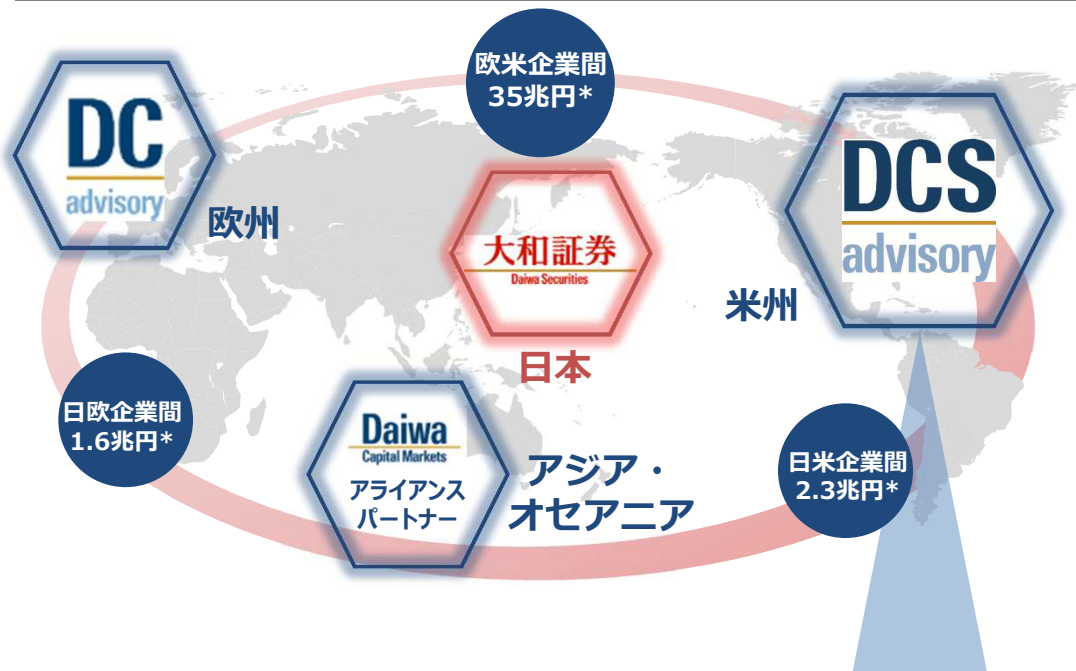 欧米企業間
35兆円*
DC
advisory
欧州
DCS
advisory
大和証券
Daiwa Securities
米州
日本
日欧企業間
1.6兆円*
Daiwa
Capital Markets
アライアンス
パートナー
アジア・
オセアニア
日米企業間
2.3兆円*